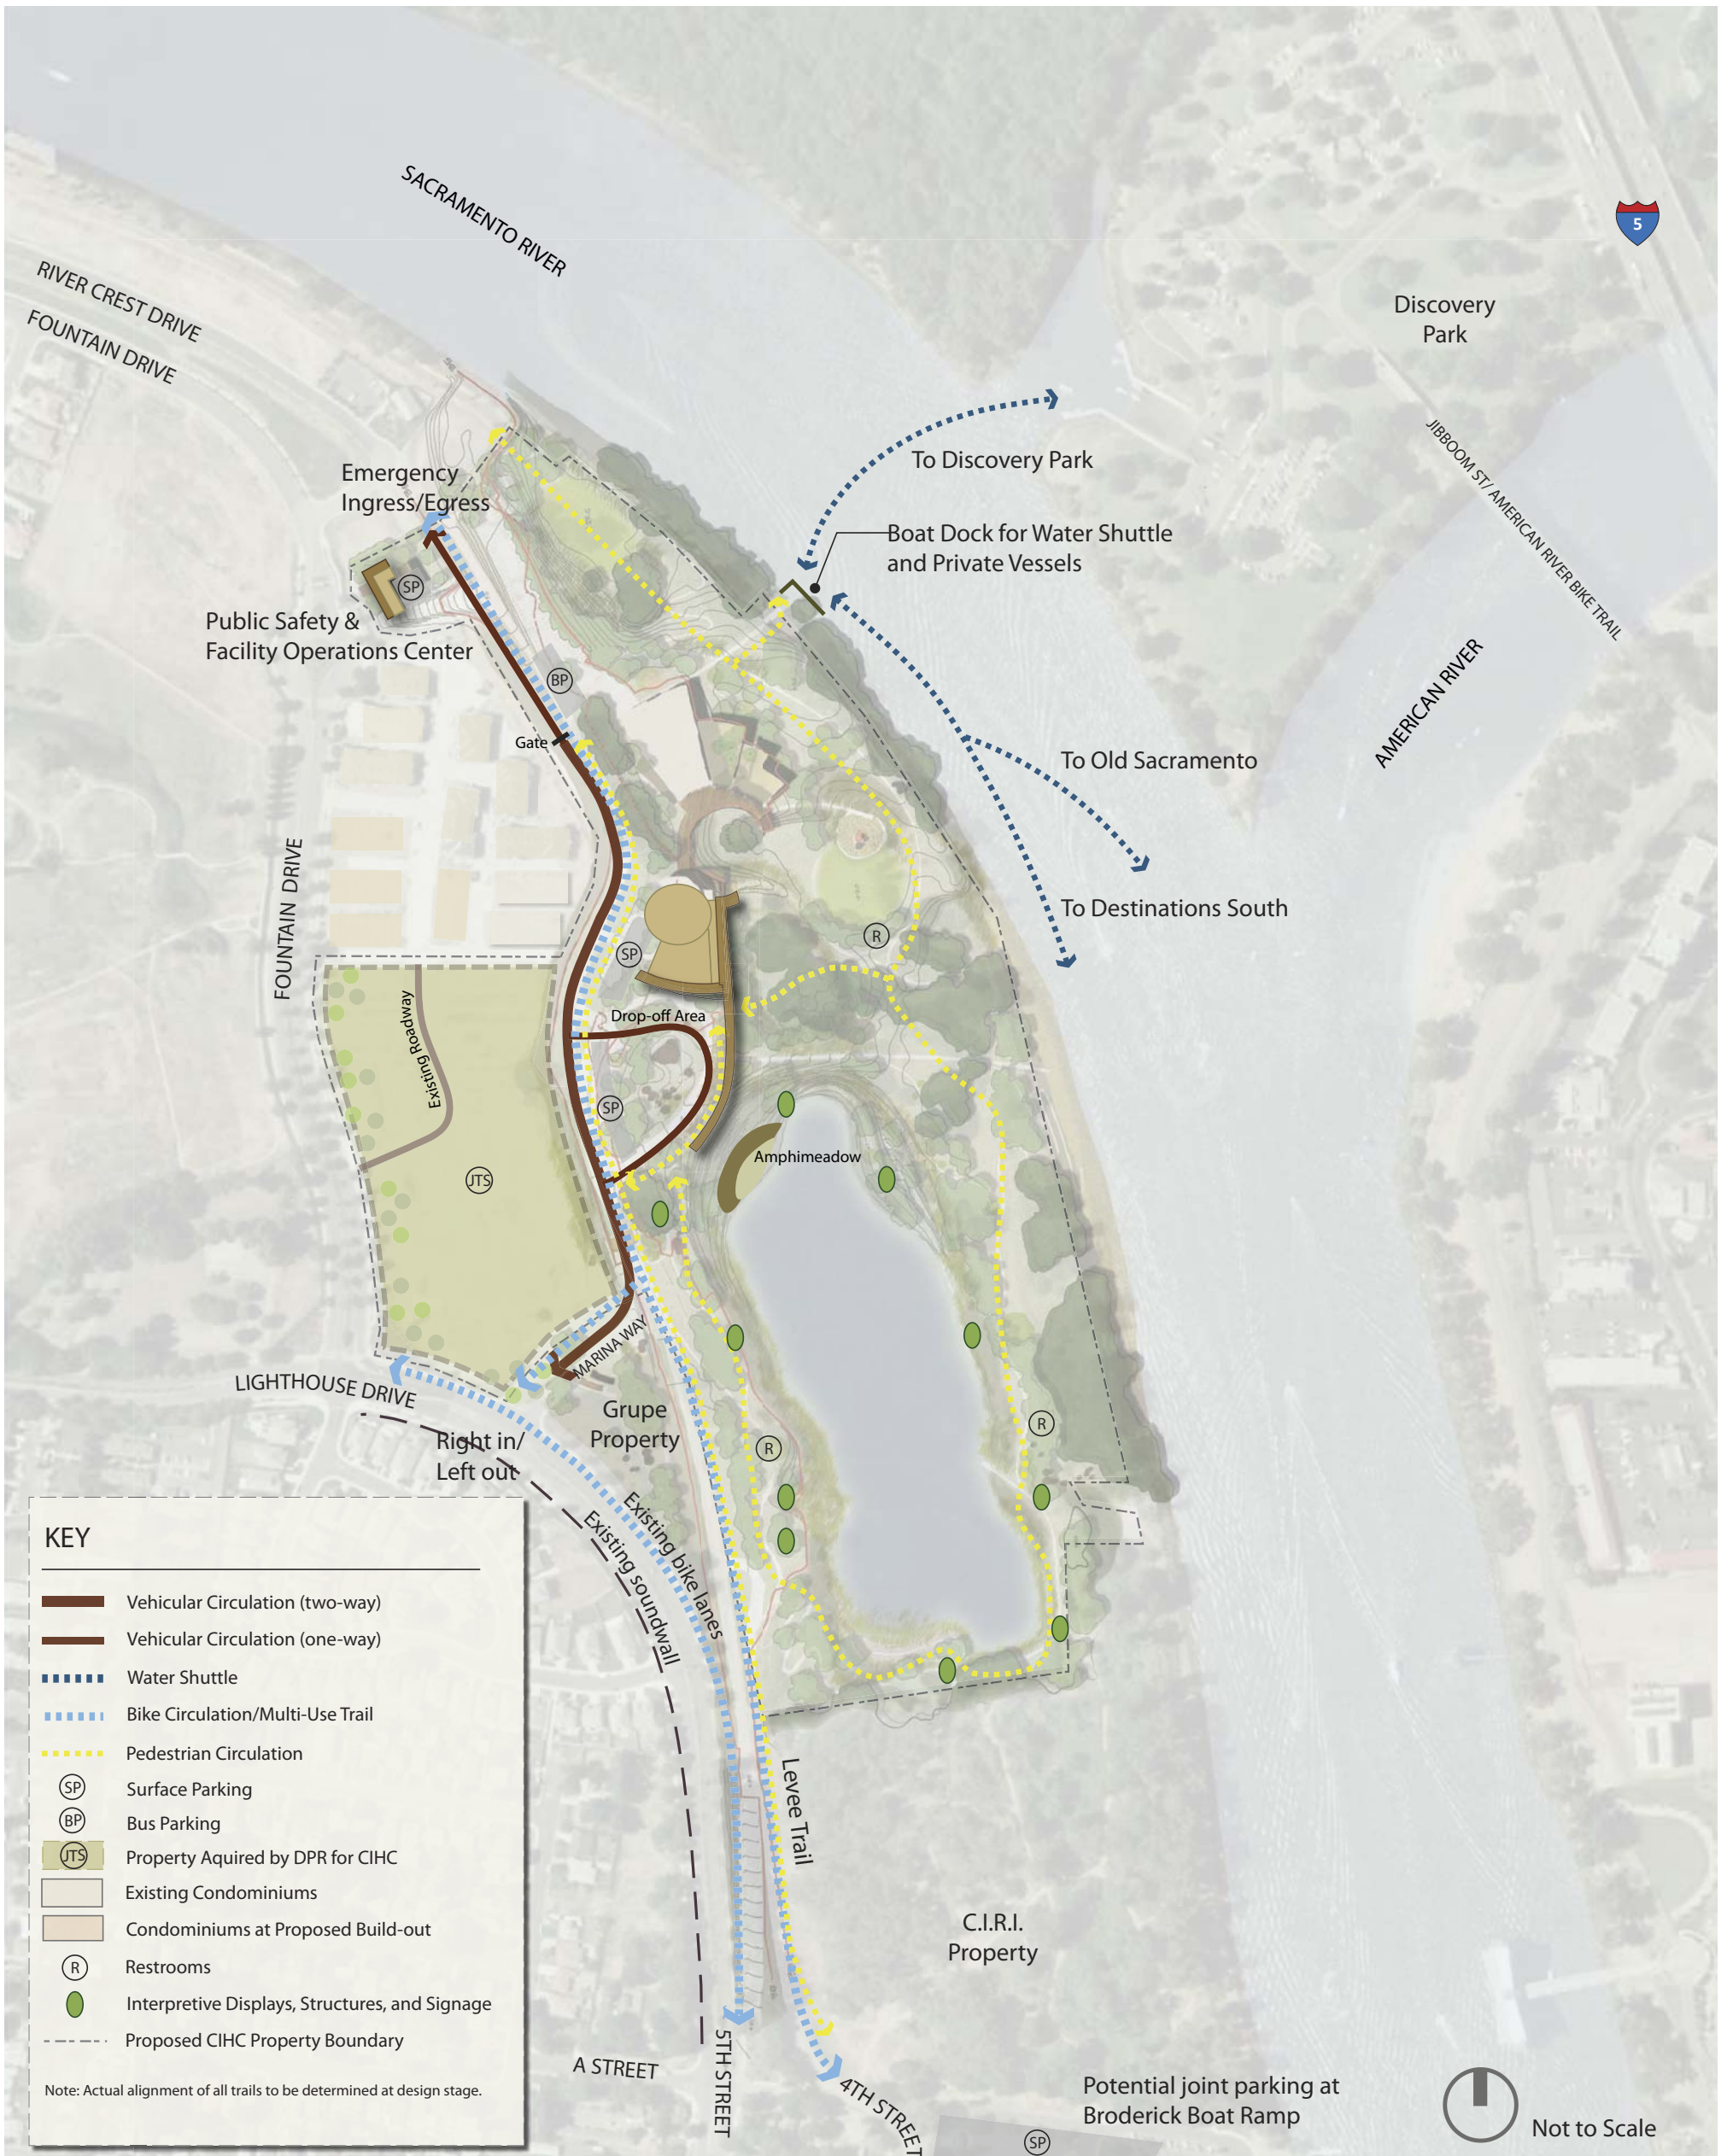 SACRAMENTO RIVER
5
RIVER CREST DRIVE
FOUNTAIN DRIVE
Discovery
Park
JIBBOOM ST/ AMERICAN RIVER BIKE TRAIL
To Discovery Park
Emergency
Ingress/Egress
Boat Dock for Water Shuttle
and Private Vessels
SP
Public Safety &
Facility Operations Center
BP
AMERICAN RIVER
Gate
To Old Sacramento
FOUNTAIN DRIVE
To Destinations South
R
SP
Drop-off Area
Existing Roadway
SP
Amphimeadow
JTS
MARINA WAY
LIGHTHOUSE DRIVE
Grupe
Property
R
R
Right in/
Left out
Existing bike lanes
Existing soundwall
Levee Trail
C.I.R.I.
Property
5TH STREET
A STREET
4TH STREET
Potential joint parking at
Broderick Boat Ramp
SP
Not to Scale
KEY
Vehicular Circulation (two-way)
Vehicular Circulation (one-way)
Water Shuttle
Bike Circulation/Multi-Use Trail
Pedestrian Circulation
SP Surface Parking
BP Bus Parking
JTS Property Aquired by DPR for CIHC
Existing Condominiums
Condominiums at Proposed Build-out
R Restrooms
Interpretive Displays, Structures, and Signage
Proposed CIHC Property Boundary
Note: Actual alignment of all trails to be determined at design stage.